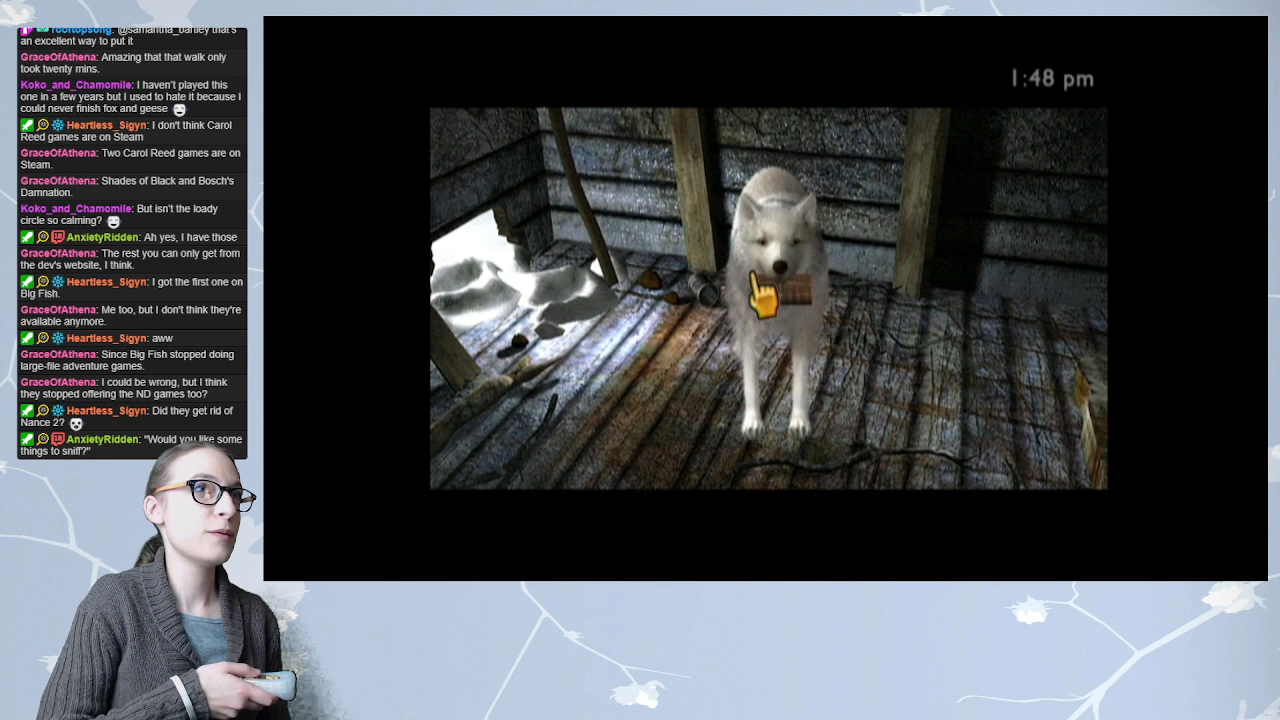 rooftopsong: @samantha_bartley that's
an excellent way to put it
GraceOfAthena: Amazing that that walk only
took twenty mins.
Koko_and_Chamomile: I haven't played this
one in a few years but I used to hate it because I
could never finish fox and geese
Heartless_Sigyn: I don't think Carol
Reed games are on Steam
GraceOfAthena: Two Carol Reed games are on
Steam.
GraceOfAthena: Shades of Black and Bosch's
Damnation.
Koko_and_Chamomile: But isn't the loady
circle so calming?
AnxietyRidden: Ah yes, I have those
GraceOfAthena: The rest you can only get from
the dev's website, I think.
Heartless_Sigyn: I got the first one on
Big Fish.
GraceOfAthena: Me too, but I don't think they're
available anymore.
Heartless_Sigyn: aww
GraceOfAthena: Since Big Fish stopped doing
large-file adventure games.
GraceOfAthena: I could be wrong, but I think
they stopped offering the ND games too?
Heartless_Sigyn: Did they get rid of
Nance 2?
AnxietyRidden: "Would you like some
things to sniff?"
1:48 pm